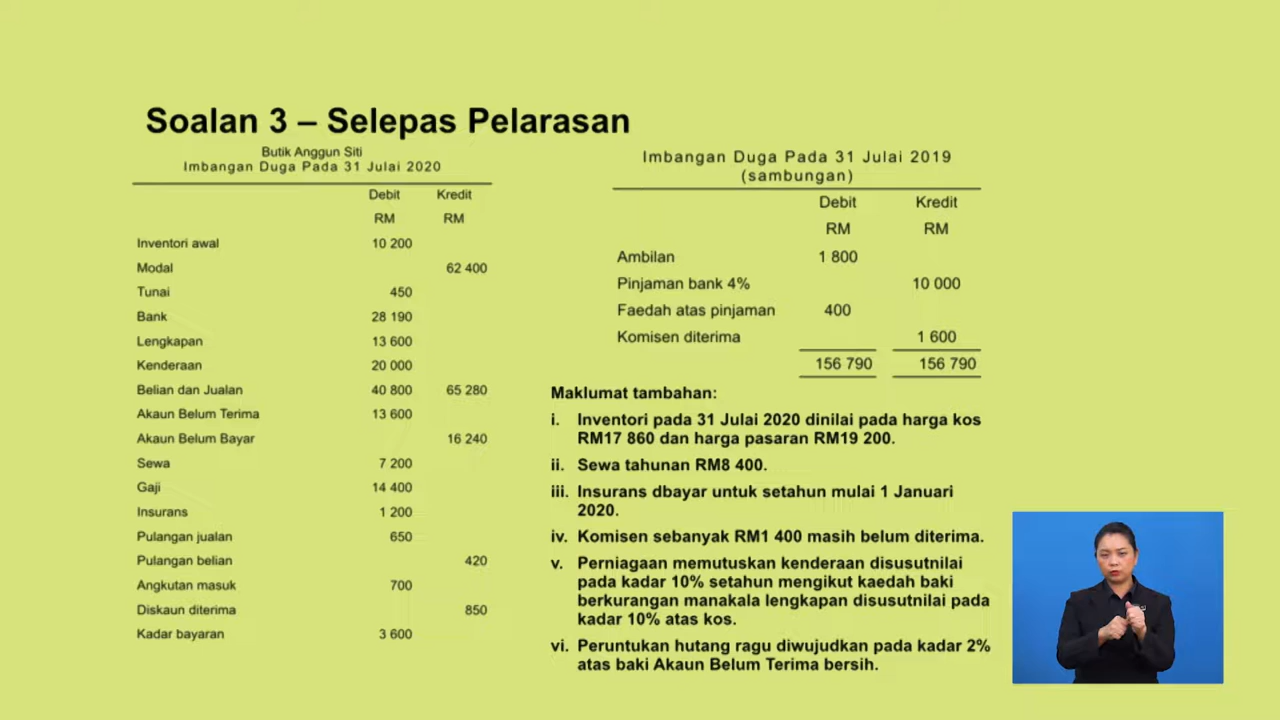 Soalan 3 – Selepas Pelarasan
Butik Anggun Siti
Imbangan Duga Pada 31 Julai 2020
Debit Kredit
RM RM
Inventori awal 10 200
Modal 62 400
Tunai 450
Bank 28 190
Lengkapan 13 600
Kenderaan 20 000
Belian dan Jualan 40 800 65 280
Akaun Belum Terima 13 600
Akaun Belum Bayar 16 240
Sewa 7 200
Gaji 14 400
Insurans 1 200
Pulangan jualan 650
Pulangan belian 420
Angkutan masuk 700
Diskaun diterima 850
Kadar bayaran 3 600
Imbangan Duga Pada 31 Julai 2019
(sambungan)
Debit Kredit
RM RM
Ambilan 1 800
Pinjaman bank 4% 10 000
Faedah atas pinjaman 400
Komisen diterima 1 600
156 790 156 790
Maklumat tambahan:
i. Inventori pada 31 Julai 2020 dinilai pada harga kos
RM17 860 dan harga pasaran RM19 200.
ii. Sewa tahunan RM8 400.
iii. Insurans dbayar untuk setahun mulai 1 Januari
2020.
iv. Komisen sebanyak RM1 400 masih belum diterima.
v. Perniagaan memutuskan kenderaan disusutnilai
pada kadar 10% setahun mengikut kaedah baki
berkurangan manakala lengkapan disusutnilai pada
kadar 10% atas kos.
vi. Peruntukan hutang ragu diwujudkan pada kadar 2%
atas baki Akaun Belum Terima bersih.